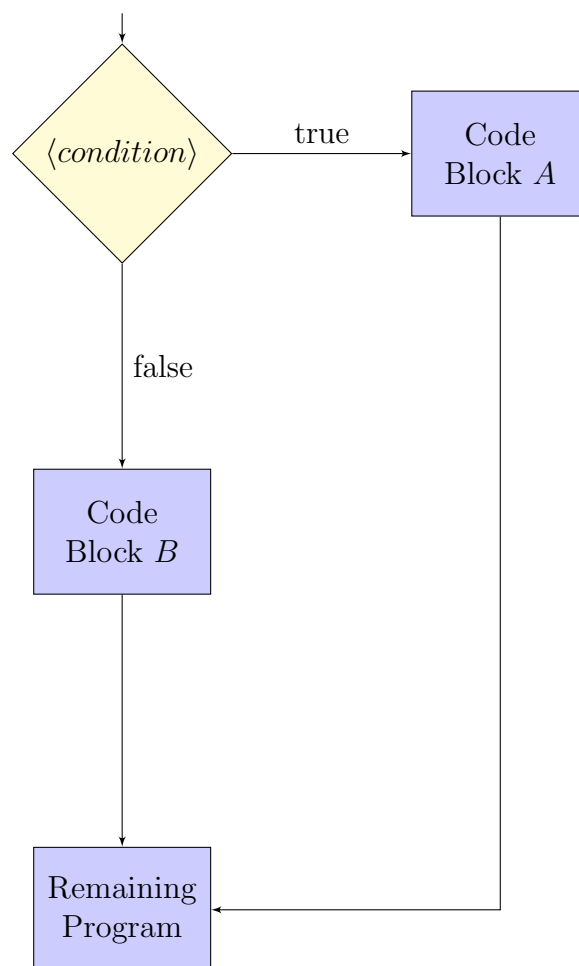 ⟨condition⟩
true
Code
Block A
false
Code
Block B
Remaining
Program